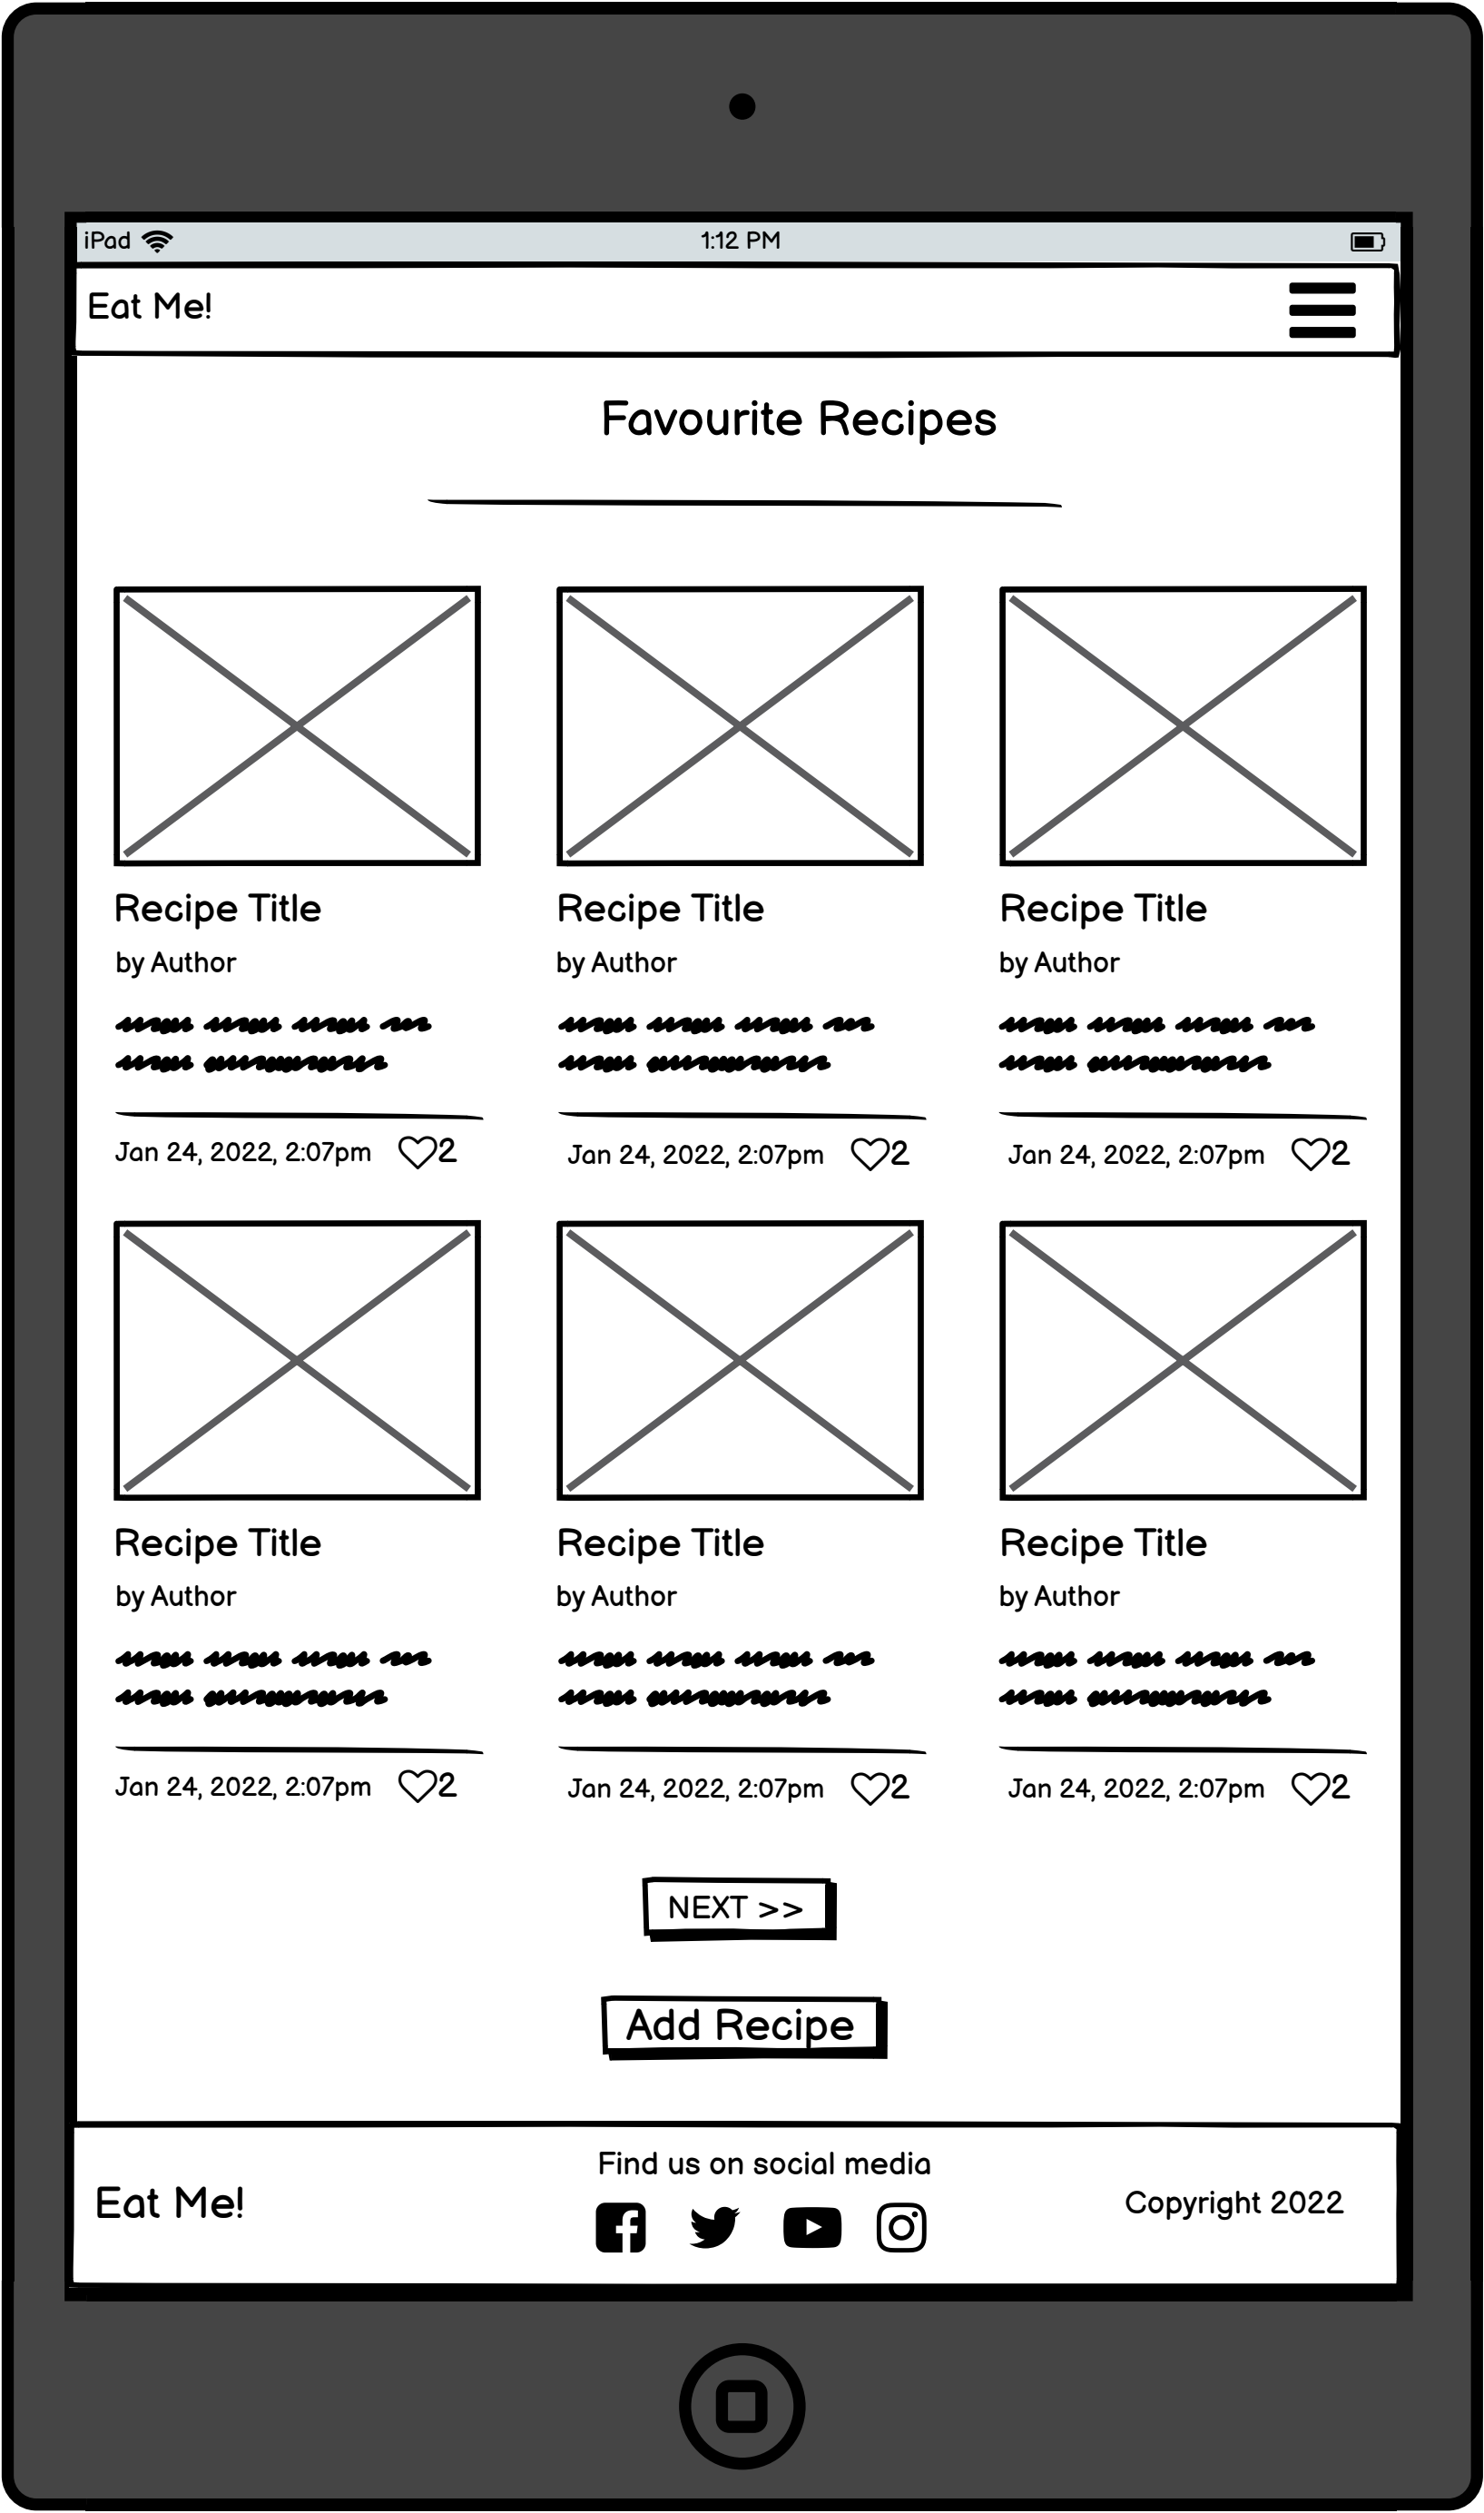 iPad 1:12 PM
Eat Me!
Favourite Recipes
Recipe Title Recipe Title Recipe Title
by Author by Author by Author
Jan 24, 2022, 2:07pm 2 Jan 24, 2022, 2:07pm 2 Jan 24, 2022, 2:07pm 2
Recipe Title Recipe Title Recipe Title
by Author by Author by Author
Jan 24, 2022, 2:07pm 2 Jan 24, 2022, 2:07pm 2 Jan 24, 2022, 2:07pm 2
NEXT >>
Add Recipe
Find us on social media
Eat Me! Copyright 2022